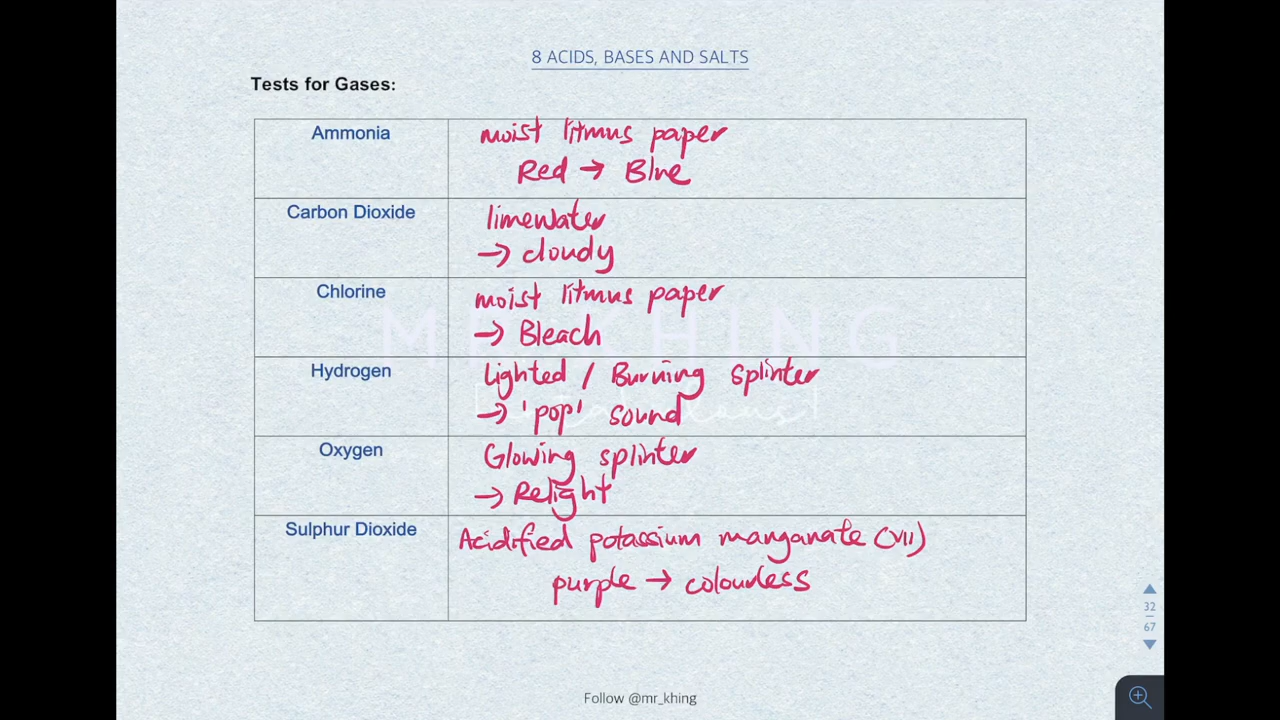 8 ACIDS, BASES AND SALTS
Tests for Gases:
Ammonia
moist litmus paper
Red → Blue
Carbon Dioxide
limewater
→ cloudy
Chlorine
moist litmus paper
→ Bleach
Hydrogen
Lighted / Burning splinter
→ 'pop' sound
Oxygen
Glowing splinter
→ Relight
Sulphur Dioxide
Acidified potassium manganate (VII)
purple → colourless
32
67
Follow @mr_khing